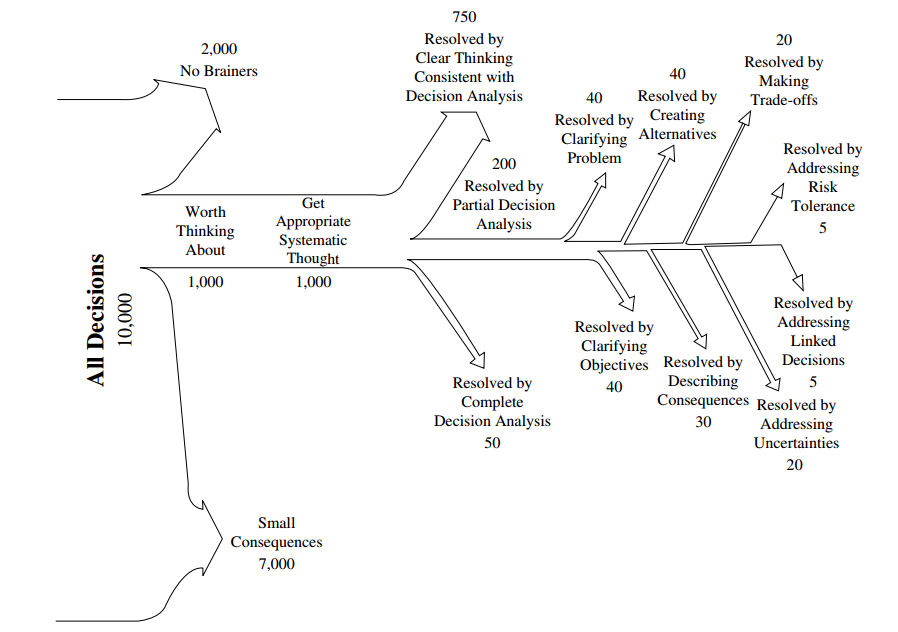 All Decisions
10,000
2,000
No Brainers
Worth
Thinking
About
1,000
Get
Appropriate
Systematic
Thought
1,000
Small
Consequences
7,000
750
Resolved by
Clear Thinking
Consistent with
Decision Analysis
200
Resolved by
Partial Decision
Analysis
Resolved by
Complete
Decision Analysis
50
40
Resolved by
Clarifying
Problem
40
Resolved by
Creating
Alternatives
20
Resolved by
Making
Trade-offs
Resolved by
Addressing
Risk
Tolerance
5
Resolved by
Clarifying
Objectives
40
Resolved by
Describing
Consequences
30
Resolved by
Addressing
Linked
Decisions
5
Resolved by
Addressing
Uncertainties
20